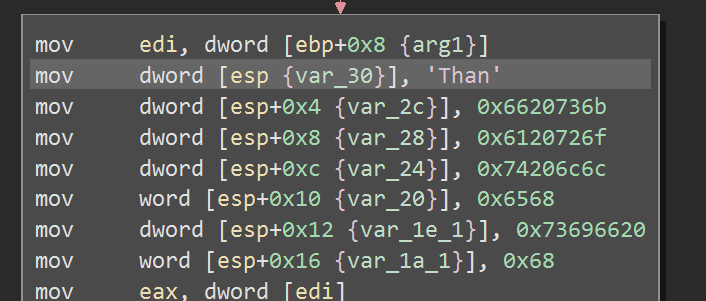 mov edi, dword [ebp+0x8 {arg1}]
mov dword [esp {var_30}], 'Than'
mov dword [esp+0x4 {var_2c}], 0x6620736b
mov dword [esp+0x8 {var_28}], 0x6120726f
mov dword [esp+0xc {var_24}], 0x74206c6c
mov word [esp+0x10 {var_20}], 0x6568
mov dword [esp+0x12 {var_1e_1}], 0x73696620
mov word [esp+0x16 {var_1a_1}], 0x68
mov eax, dword [edi]